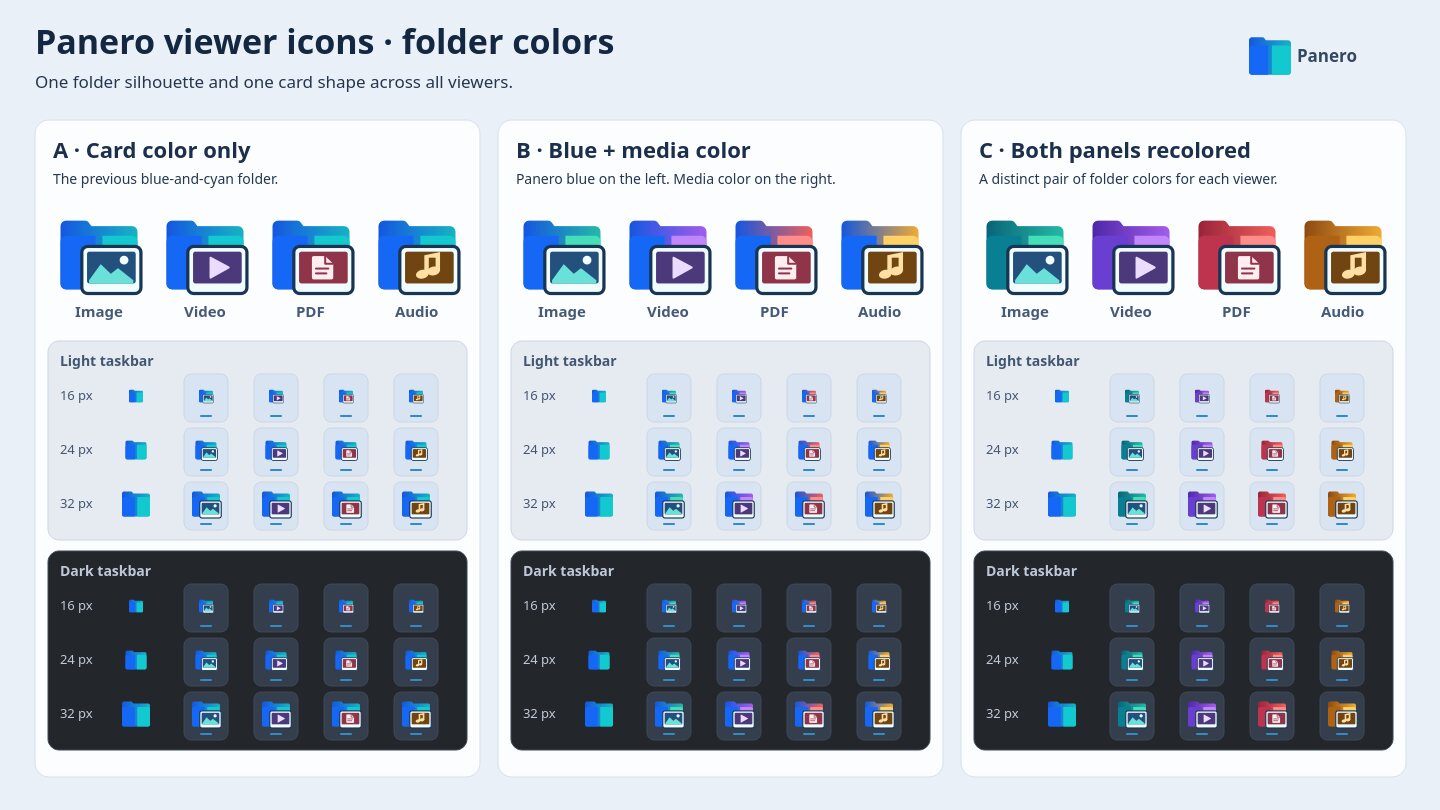 Panero viewer icons · folder colors
One folder silhouette and one card shape across all viewers.
Panero
A · Card color only
The previous blue-and-cyan folder.
Image Video PDF Audio
Light taskbar
16 px
24 px
32 px
Dark taskbar
16 px
24 px
32 px
B · Blue + media color
Panero blue on the left. Media color on the right.
Image Video PDF Audio
Light taskbar
16 px
24 px
32 px
Dark taskbar
16 px
24 px
32 px
C · Both panels recolored
A distinct pair of folder colors for each viewer.
Image Video PDF Audio
Light taskbar
16 px
24 px
32 px
Dark taskbar
16 px
24 px
32 px